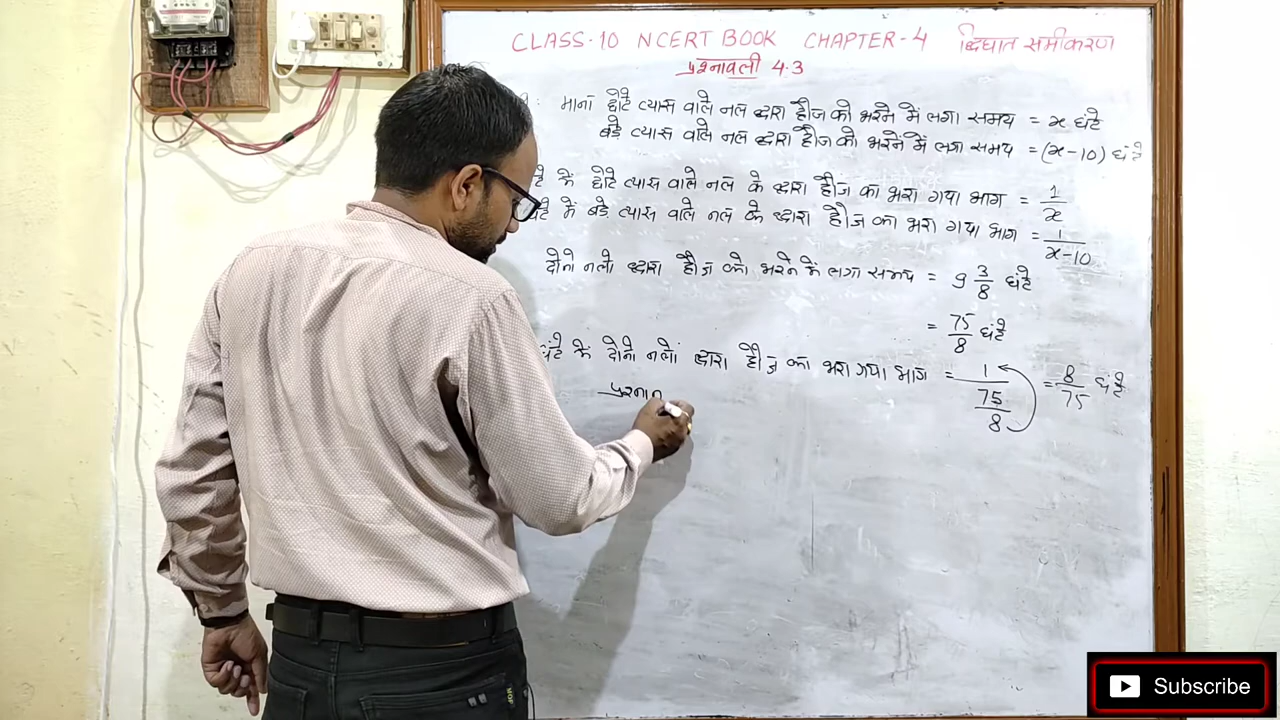 CLASS-10 NCERT BOOK CHAPTER-4 द्विघात समीकरण
प्रश्नावली 4.3
माना छोटे व्यास वाले नल द्वारा हौज को भरने में लगा समय = x घंटे
बड़े व्यास वाले नल द्वारा हौज को भरने में लगा समय = (x-10) घंटे
में छोटे व्यास वाले नल के द्वारा हौज का भरा गया भाग = 1/x
में बड़े व्यास वाले नल के द्वारा हौज का भरा गया भाग = 1/x-10
दोनो नलो द्वारा हौज को भरने में लगा समय = 9 3/8 घंटे
= 75/8 घंटे
घंटे में दोनो नलों द्वारा हौज का भरा गया भाग = 1/75/8 = 8/75 घंटे
प्रश्नान
Subscribe